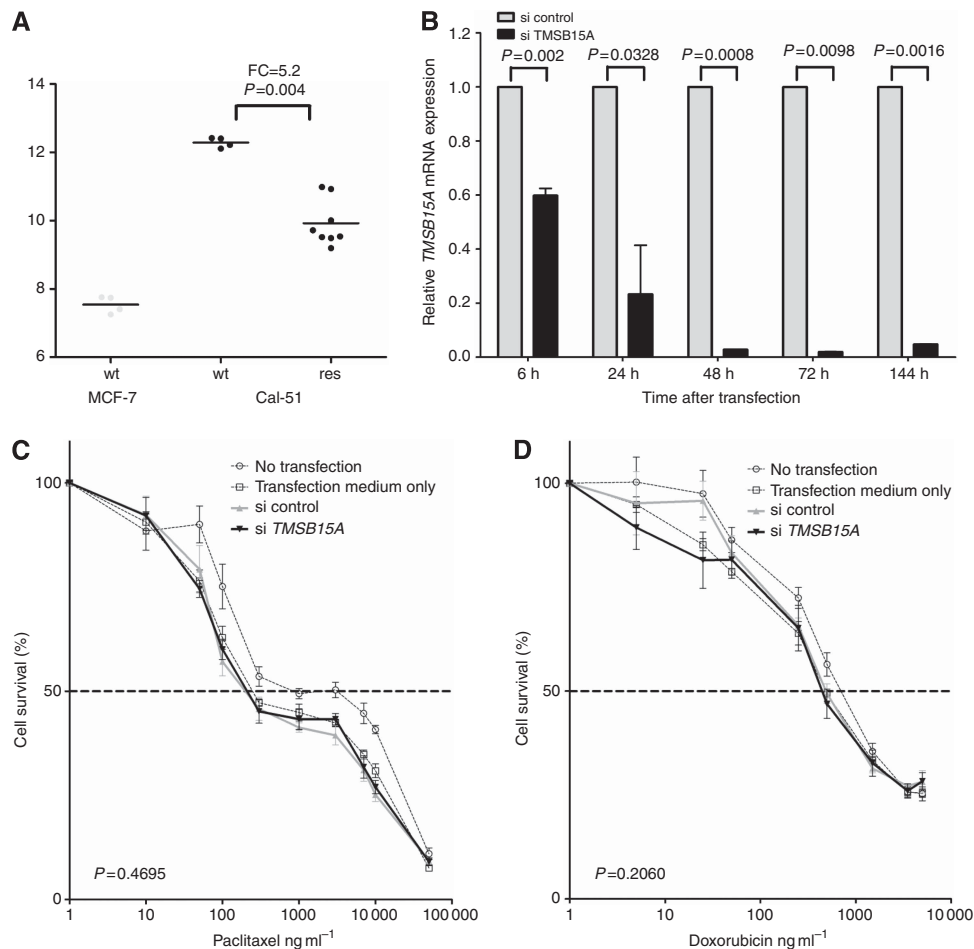 A
FC=5.2
P=0.004
14
12
10
8
6
wt
wt
res
MCF-7
Cal-51
B
si control
si TMSB15A
P=0.002
P=0.0328
P=0.0008
P=0.0098
P=0.0016
Relative TMSB15A mRNA expression
1.2
1.0
0.8
0.6
0.4
0.2
0.0
6 h
24 h
48 h
72 h
144 h
Time after transfection
C
No transfection
Transfection medium only
si control
si TMSB15A
Cell survival (%)
100
50
0
P=0.4695
1
10
100
1000
10 000
100 000
Paclitaxel ng ml⁻¹
D
No transfection
Transfection medium only
si control
si TMSB15A
Cell survival (%)
100
50
0
P=0.2060
1
10
100
1000
10 000
Doxorubicin ng ml⁻¹